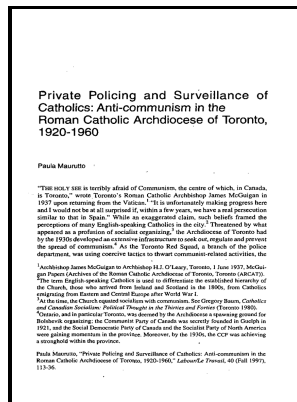 Private Policing and Surveillance of
Catholics: Anti-communism in the
Roman Catholic Archdiocese of Toronto,
1920-1960
Paula Maurutto
"THE HOLY SEE is terribly afraid of Communism, the centre of which, in Canada,
is Toronto," wrote Toronto's Roman Catholic Archbishop James McGuigan in
1937 upon returning from the Vatican.¹ "It is unfortunately making progress here
and I would not be at all surprised if, within a few years, we have a real persecution
similar to that in Spain." While an exaggerated claim, such beliefs framed the
perceptions of many English-speaking Catholics in the city.² Threatened by what
appeared as a profusion of socialist organizing,³ the Archdiocese of Toronto had
by the 1930s developed an extensive infrastructure to seek out, regulate and prevent
the spread of communism.⁴ As the Toronto Red Squad, a branch of the police
department, was using coercive tactics to thwart communist-related activities, the
¹Archbishop James McGuigan to Archbishop H.J. O'Leary, Toronto, 1 June 1937, McGui-
gan Papers (Archives of the Roman Catholic Archdiocese of Toronto, Toronto (ARCAT)).
²The term English-speaking Catholics is used to differentiate the established hierarchy of
the Church, those who arrived from Ireland and Scotland in the 1800s, from Catholics
emigrating from Eastern and Central Europe after World War I.
³At the time, the Church equated socialism with communism. See Gregory Baum, Catholics
and Canadian Socialism: Political Thought in the Thirties and Forties (Toronto 1980).
⁴Ontario, and in particular Toronto, was deemed by the Archdiocese a spawning ground for
Bolshevik organizing; the Communist Party of Canada was secretly founded in Guelph in
1921, and the Social Democratic Party of Canada and the Socialist Party of North America
were gaining momentum in the province. Moreover, by the 1930s, the CCF was achieving
a stronghold within the province.
Paula Maurutto, "Private Policing and Surveillance of Catholics: Anti-communism in the
Roman Catholic Archdiocese of Toronto, 1920-1960," Labour/Le Travail, 40 (Fall 1997),
113-36.